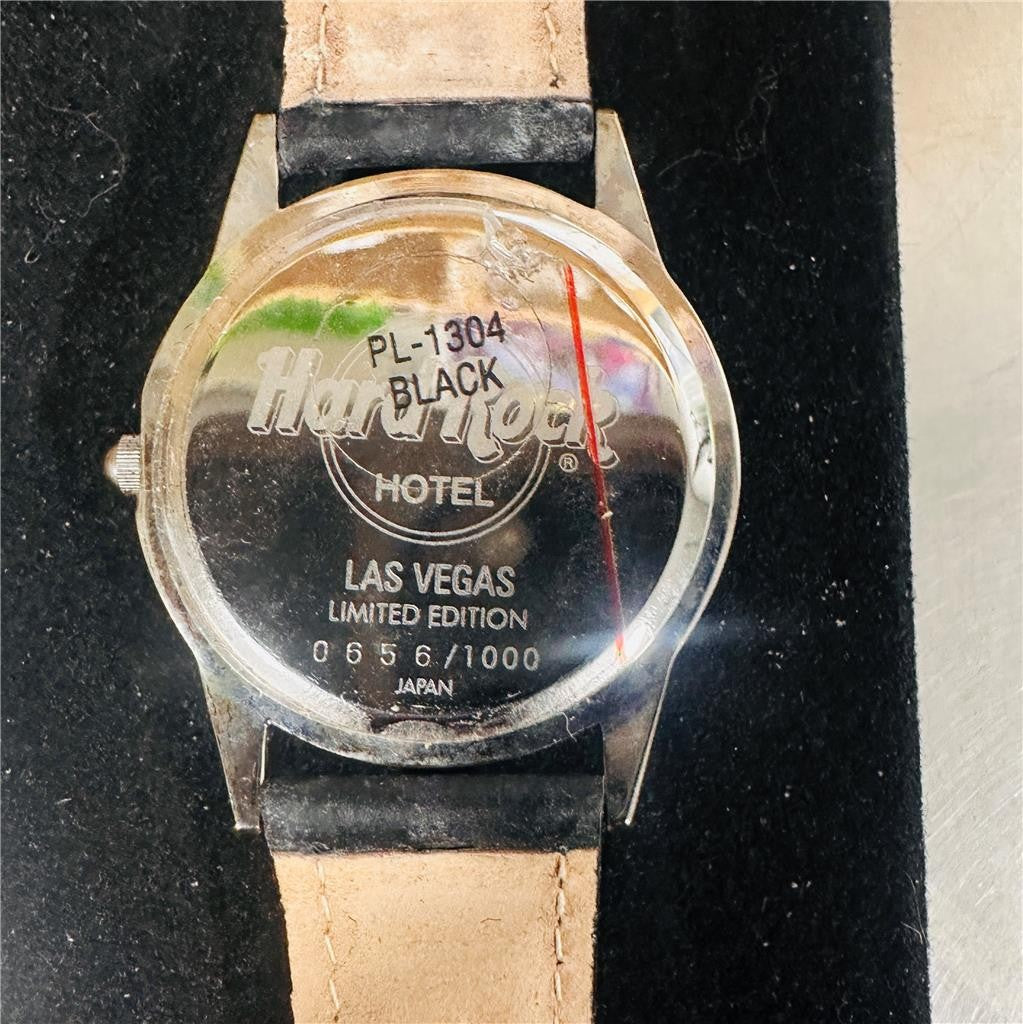 PL-1304
BLACK
Hard Rock
®
HOTEL
LAS VEGAS
LIMITED EDITION
0656/1000
JAPAN